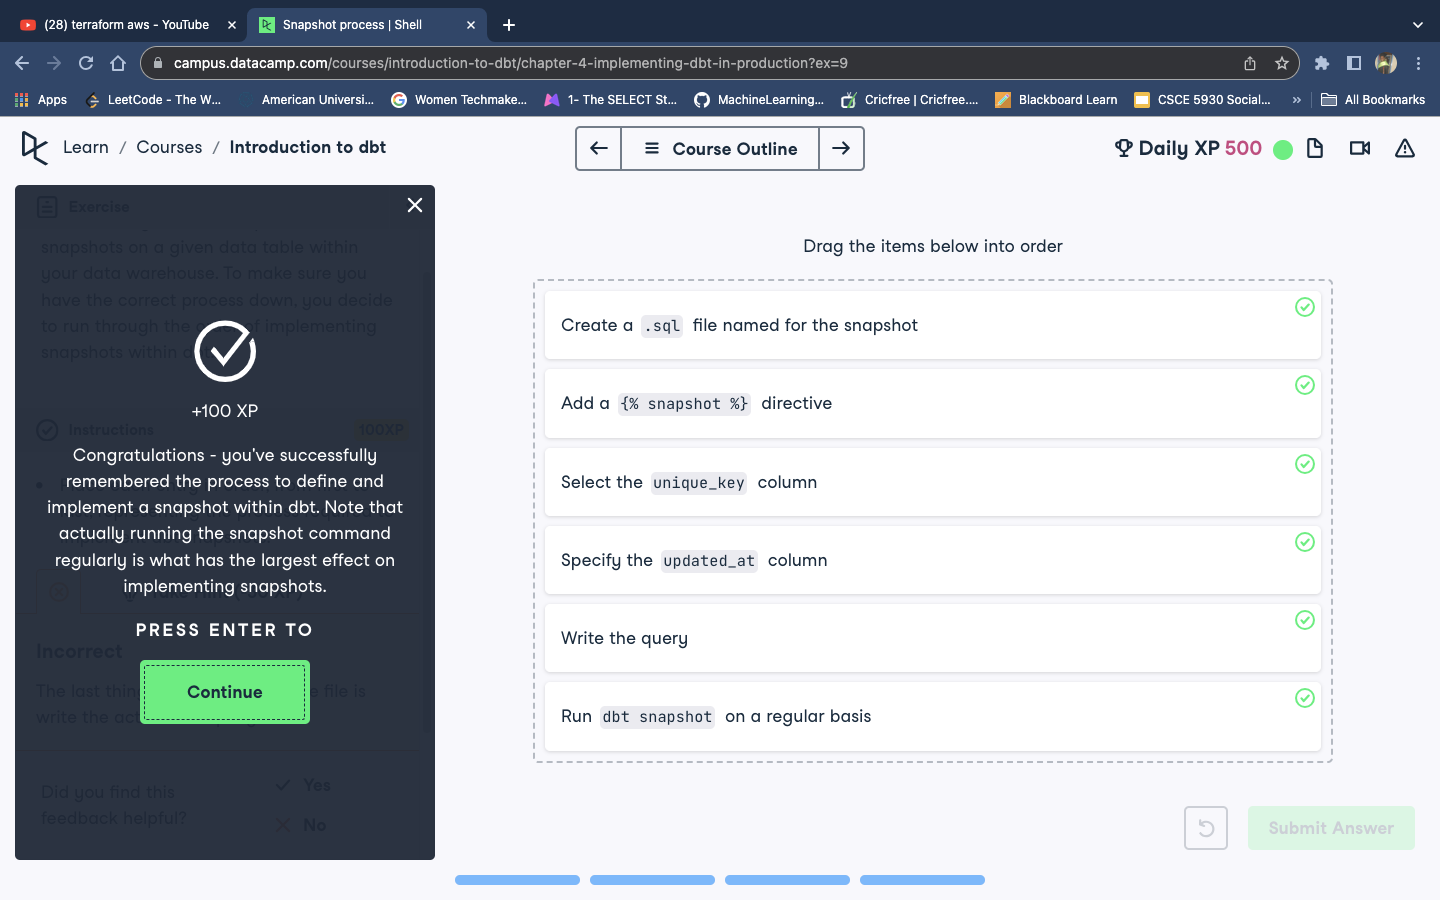 (28) terraform aws - YouTube
Snapshot process | Shell
campus.datacamp.com/courses/introduction-to-dbt/chapter-4-implementing-dbt-in-production?ex=9
Apps
LeetCode - The W...
American Universi...
Women Techmake...
1- The SELECT St...
MachineLearning...
Cricfree | Cricfree....
Blackboard Learn
CSCE 5930 Social...
»
All Bookmarks
Learn / Courses / Introduction to dbt
Course Outline
Daily XP 500
Exercise
snapshots on a given data table within
your data warehouse. To make sure you
have the correct process down, you decide
to run through the of implementing
snapshots within
+100 XP
Instructions
100XP
Congratulations - you've successfully
remembered the process to define and
implement a snapshot within dbt. Note that
actually running the snapshot command
regularly is what has the largest effect on
implementing snapshots.
PRESS ENTER TO
Incorrect
Continue
The last file is
write the
Did you find this
feedback helpful?
Yes
No
Drag the items below into order
Create a .sql file named for the snapshot
Add a {% snapshot %} directive
Select the unique_key column
Specify the updated_at column
Write the query
Run dbt snapshot on a regular basis
Submit Answer